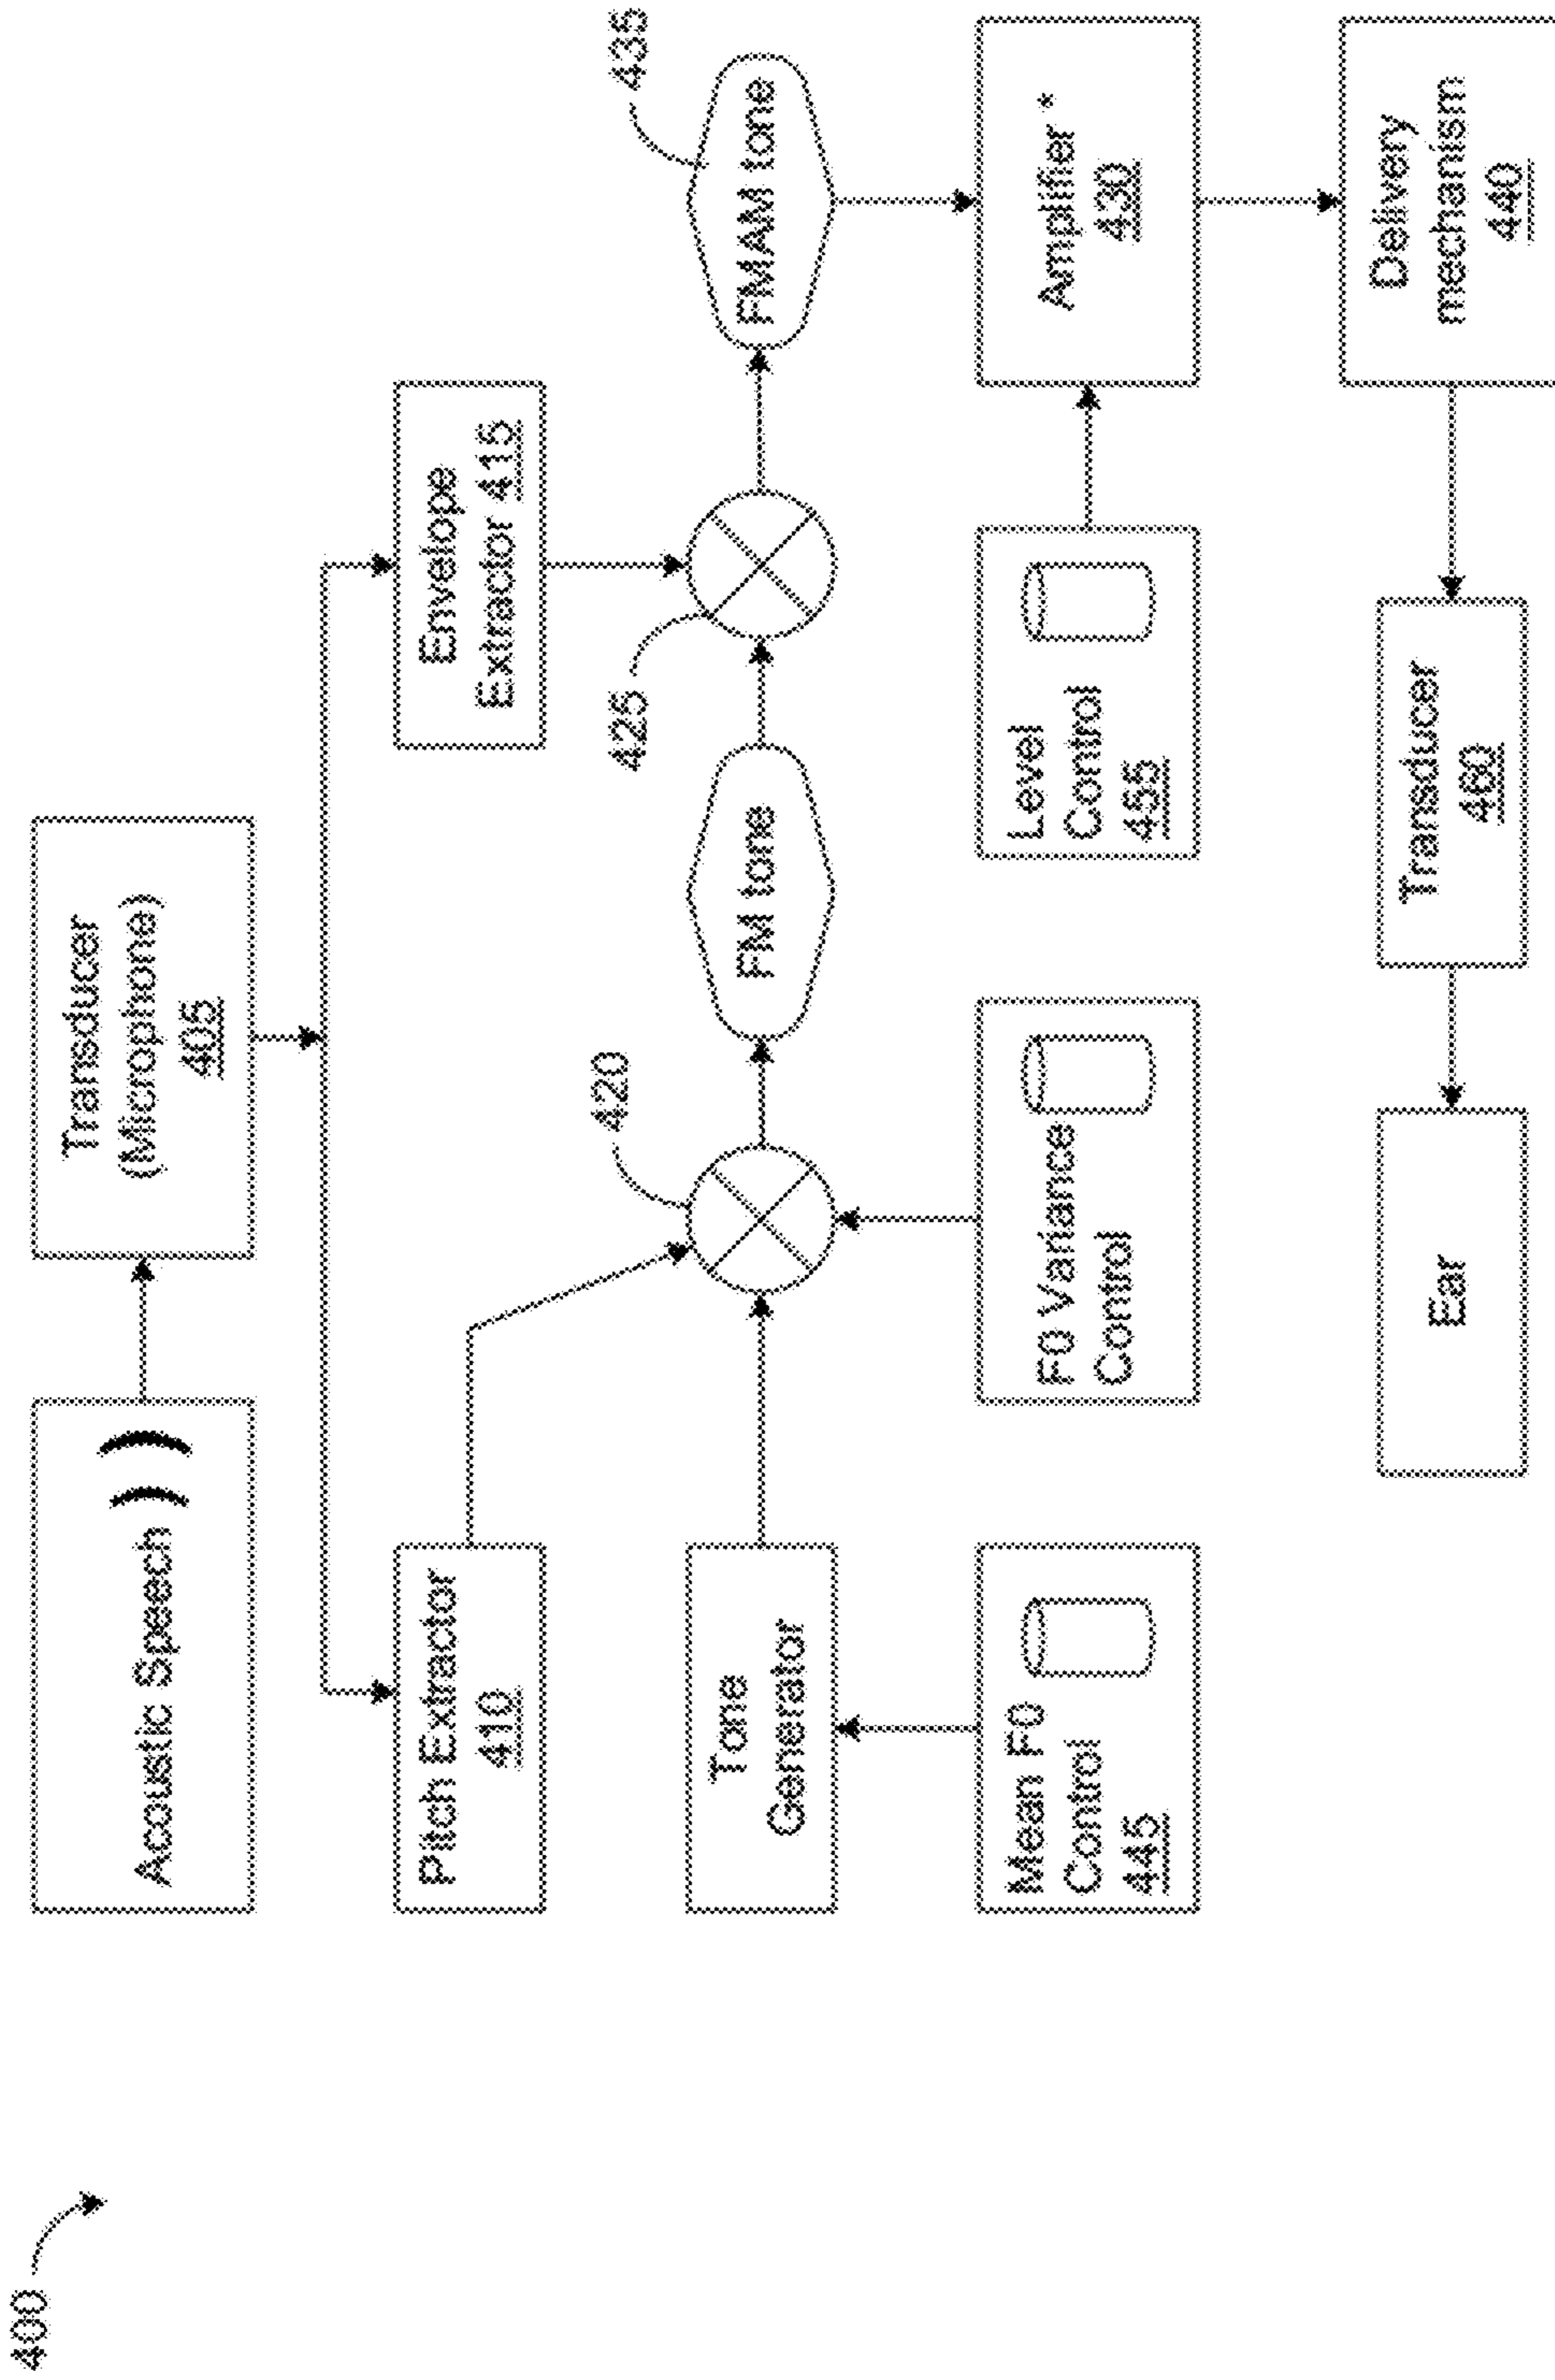 400
Acoustic Speech
Transducer
(Microphone)
405
Pitch Extractor
410
Envelope
Extractor 415
Tone
Generator
420
FM tone
425
FMAM tone
435
Mean F0
Control
445
F0 Variance
Control
Level
Control
455
Amplifier *
430
Ear
Transducer
460
Delivery
mechanism
440